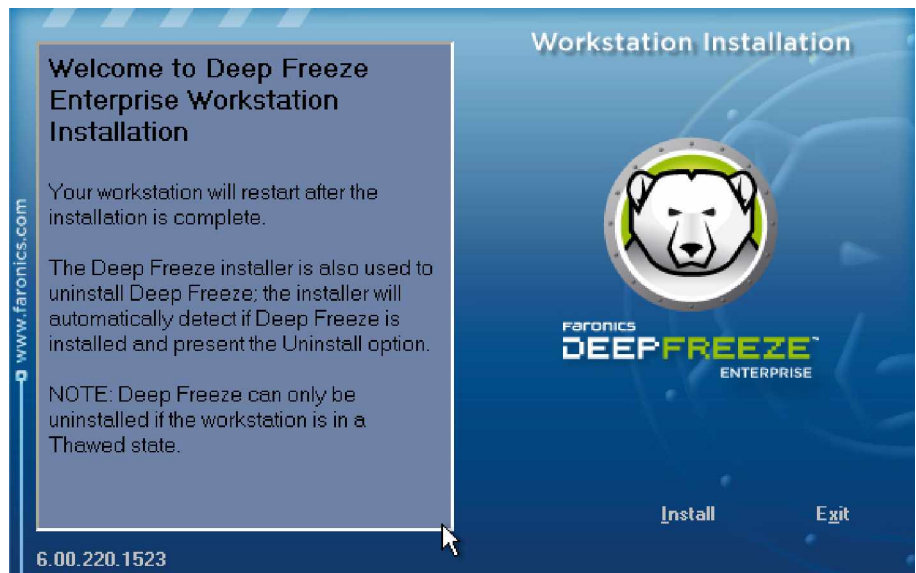 Workstation Installation
Welcome to Deep Freeze
Enterprise Workstation
Installation
Your workstation will restart after the
installation is complete.
The Deep Freeze installer is also used to
uninstall Deep Freeze; the installer will
automatically detect if Deep Freeze is
installed and present the Uninstall option.
NOTE: Deep Freeze can only be
uninstalled if the workstation is in a
Thawed state.
www.faronics.com
Faronics
DEEPFREEZE™
ENTERPRISE
Install Exit
6.00.220.1523